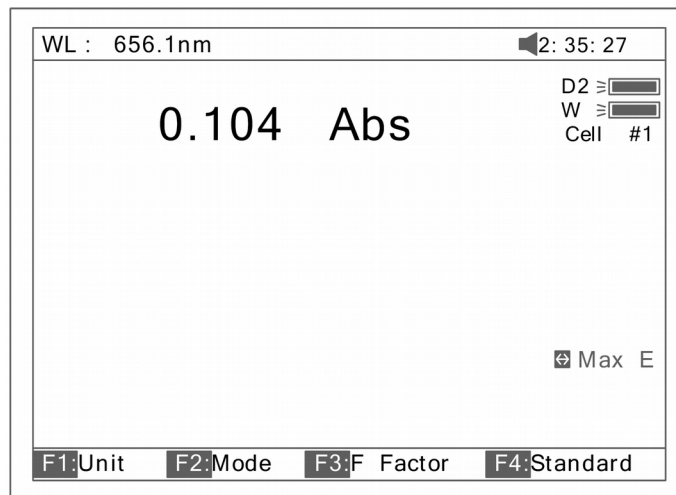 WL : 656.1nm 2: 35: 27
D2
0.104 Abs
W
Cell #1
Max E
F1:Unit F2:Mode F3:F Factor F4:Standard